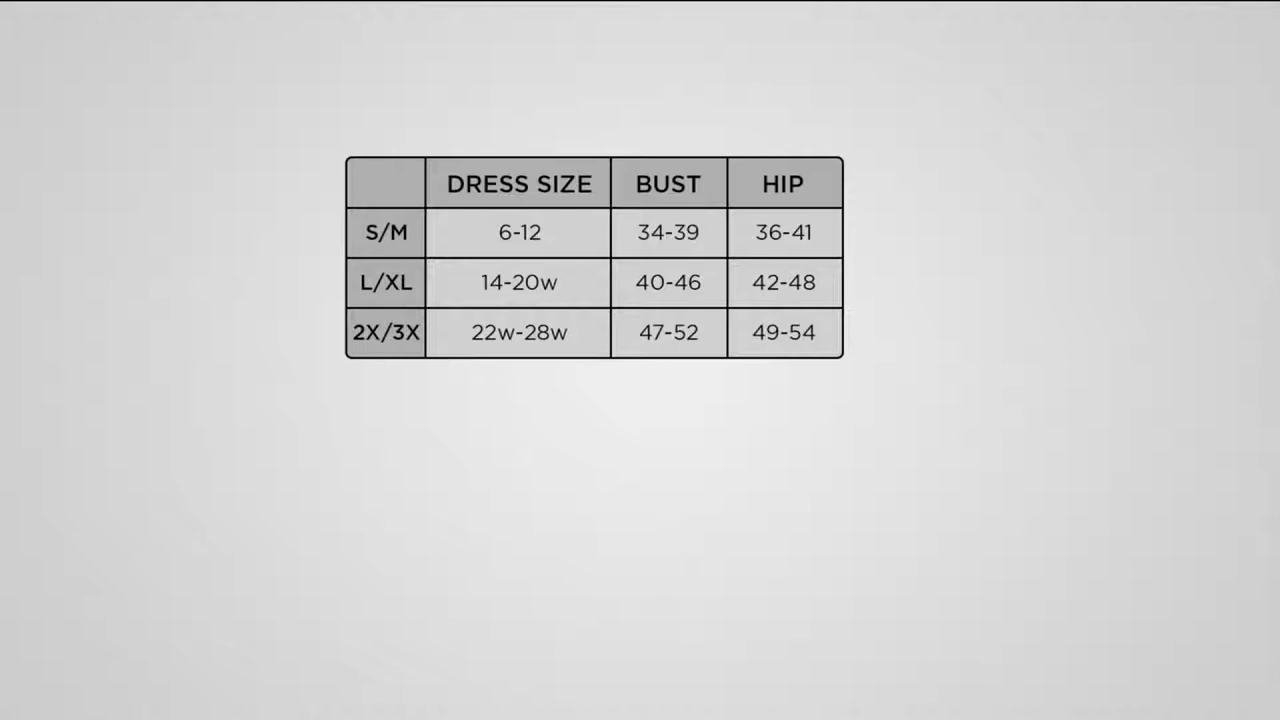 DRESS SIZE BUST HIP
S/M 6-12 34-39 36-41
L/XL 14-20w 40-46 42-48
2X/3X 22w-28w 47-52 49-54